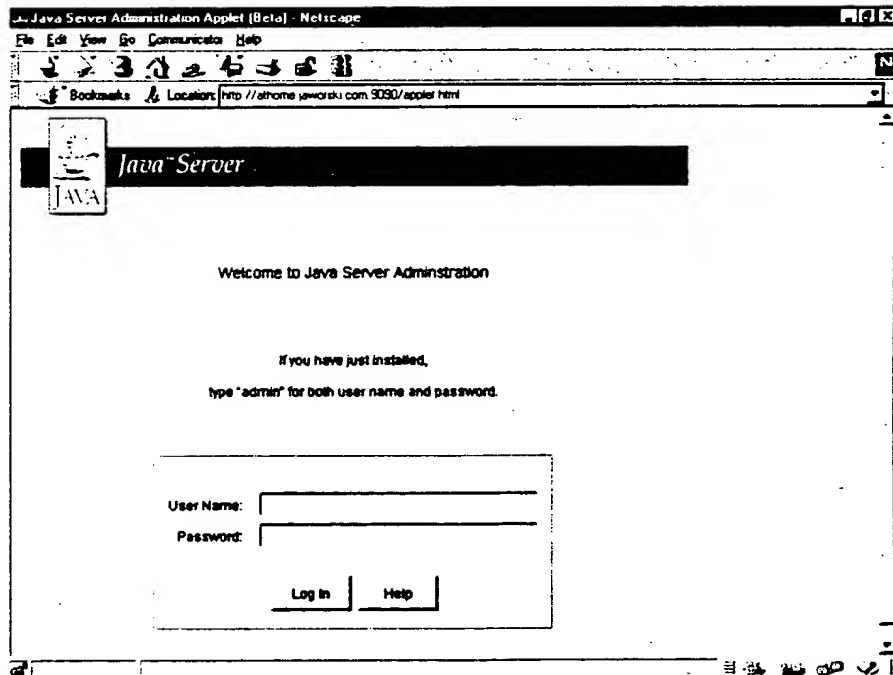 Java Server Administration Applet (Beta) - Netscape
File Edit View Go Communicator Help
N
Bookmarks Location: http://athome.jaworski.com:9090/applet.html
Java™ Server
JAVA
Welcome to Java Server Adminstration
If you have just installed,
type "admin" for both user name and password.
User Name:
Password:
Log In Help